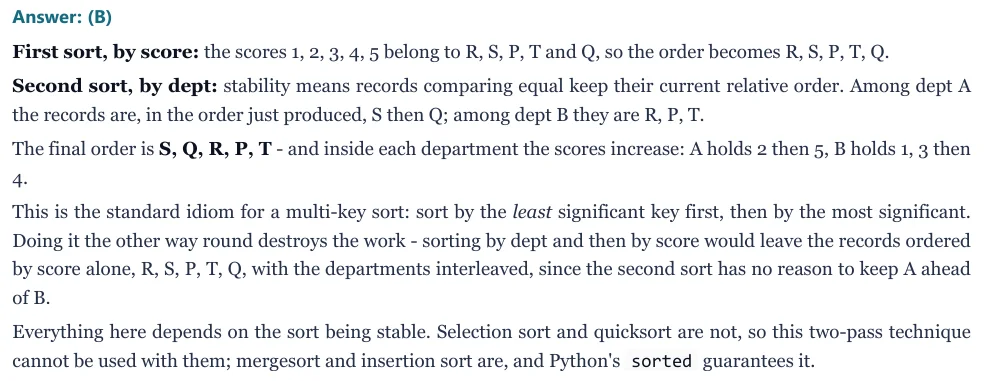 Answer: (B)
First sort, by score: the scores 1, 2, 3, 4, 5 belong to R, S, P, T and Q, so the order becomes R, S, P, T, Q.
Second sort, by dept: stability means records comparing equal keep their current relative order. Among dept A
the records are, in the order just produced, S then Q; among dept B they are R, P, T.
The final order is S, Q, R, P, T - and inside each department the scores increase: A holds 2 then 5, B holds 1, 3 then
4.
This is the standard idiom for a multi-key sort: sort by the least significant key first, then by the most significant.
Doing it the other way round destroys the work - sorting by dept and then by score would leave the records ordered
by score alone, R, S, P, T, Q, with the departments interleaved, since the second sort has no reason to keep A ahead
of B.
Everything here depends on the sort being stable. Selection sort and quicksort are not, so this two-pass technique
cannot be used with them; mergesort and insertion sort are, and Python's sorted guarantees it.